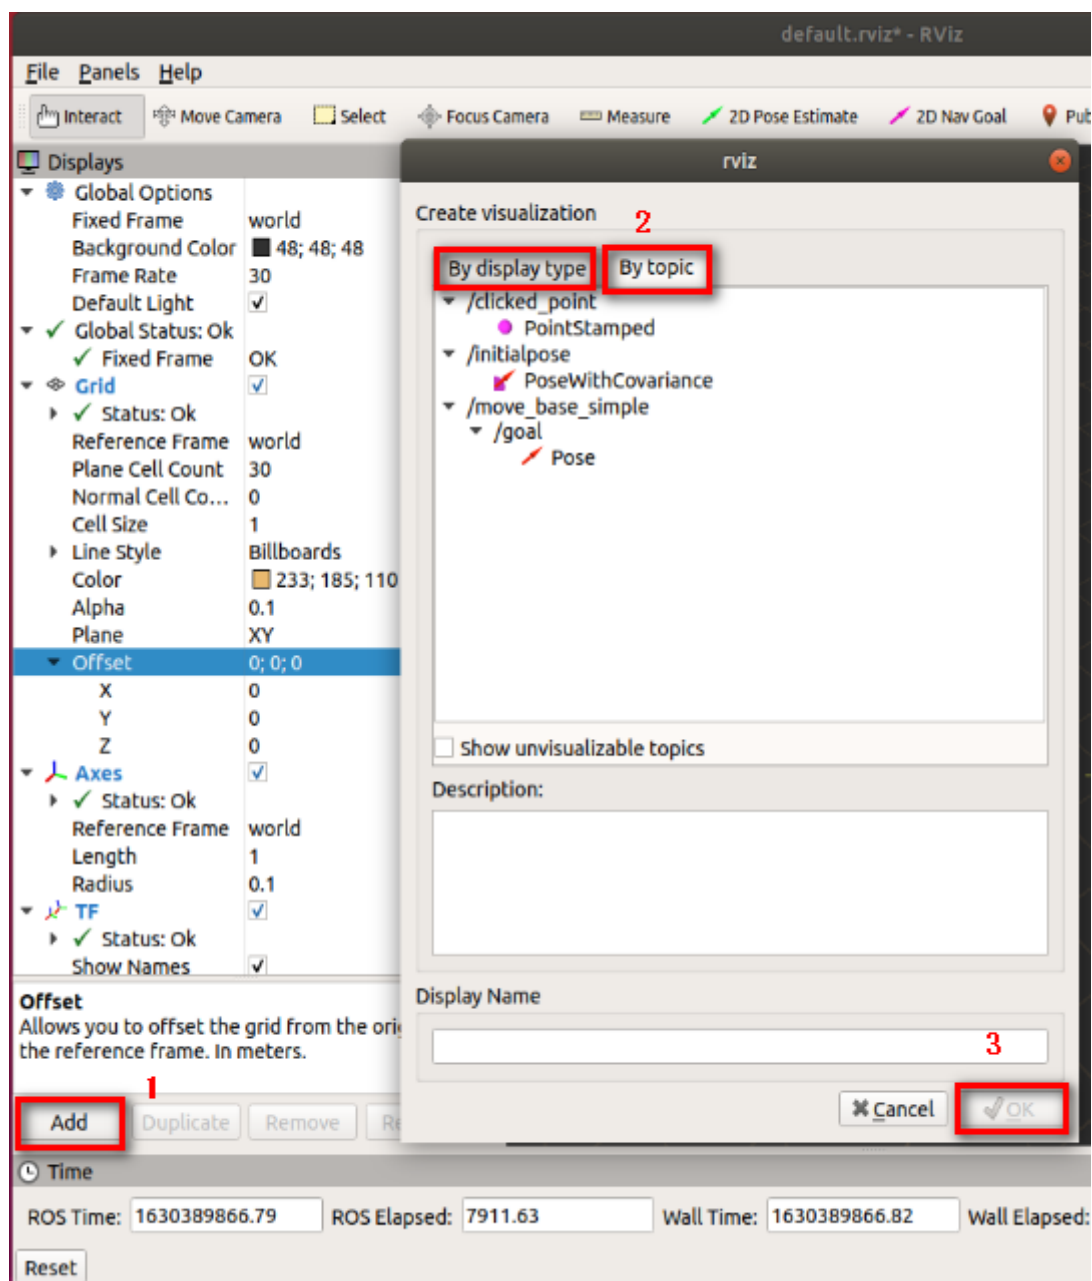 default.rviz* - RViz
File Panels Help
Interact Move Camera Select Focus Camera Measure 2D Pose Estimate 2D Nav Goal
Displays
Global Options
Fixed Frame world
Background Color 48; 48; 48
Frame Rate 30
Default Light
Global Status: Ok
Fixed Frame OK
Grid
Status: Ok
Reference Frame world
Plane Cell Count 30
Normal Cell Co... 0
Cell Size 1
Line Style Billboards
Color 233; 185; 110
Alpha 0.1
Plane XY
Offset 0; 0; 0
X 0
Y 0
Z 0
Axes
Status: Ok
Reference Frame world
Length 1
Radius 0.1
TF
Status: Ok
Show Names
Offset
Allows you to offset the grid from the
the reference frame. In meters.
1
Add Duplicate Remove
rviz
Create visualization
2
By display type By topic
/clicked_point
PointStamped
/initialpose
PoseWithCovariance
/move_base_simple
/goal
Pose
Show unvisualizable topics
Description:
Display Name
3
Cancel OK
Time
ROS Time: 1630389866.79 ROS Elapsed: 7911.63 Wall Time: 1630389866.82 Wall Elapsed:
Reset